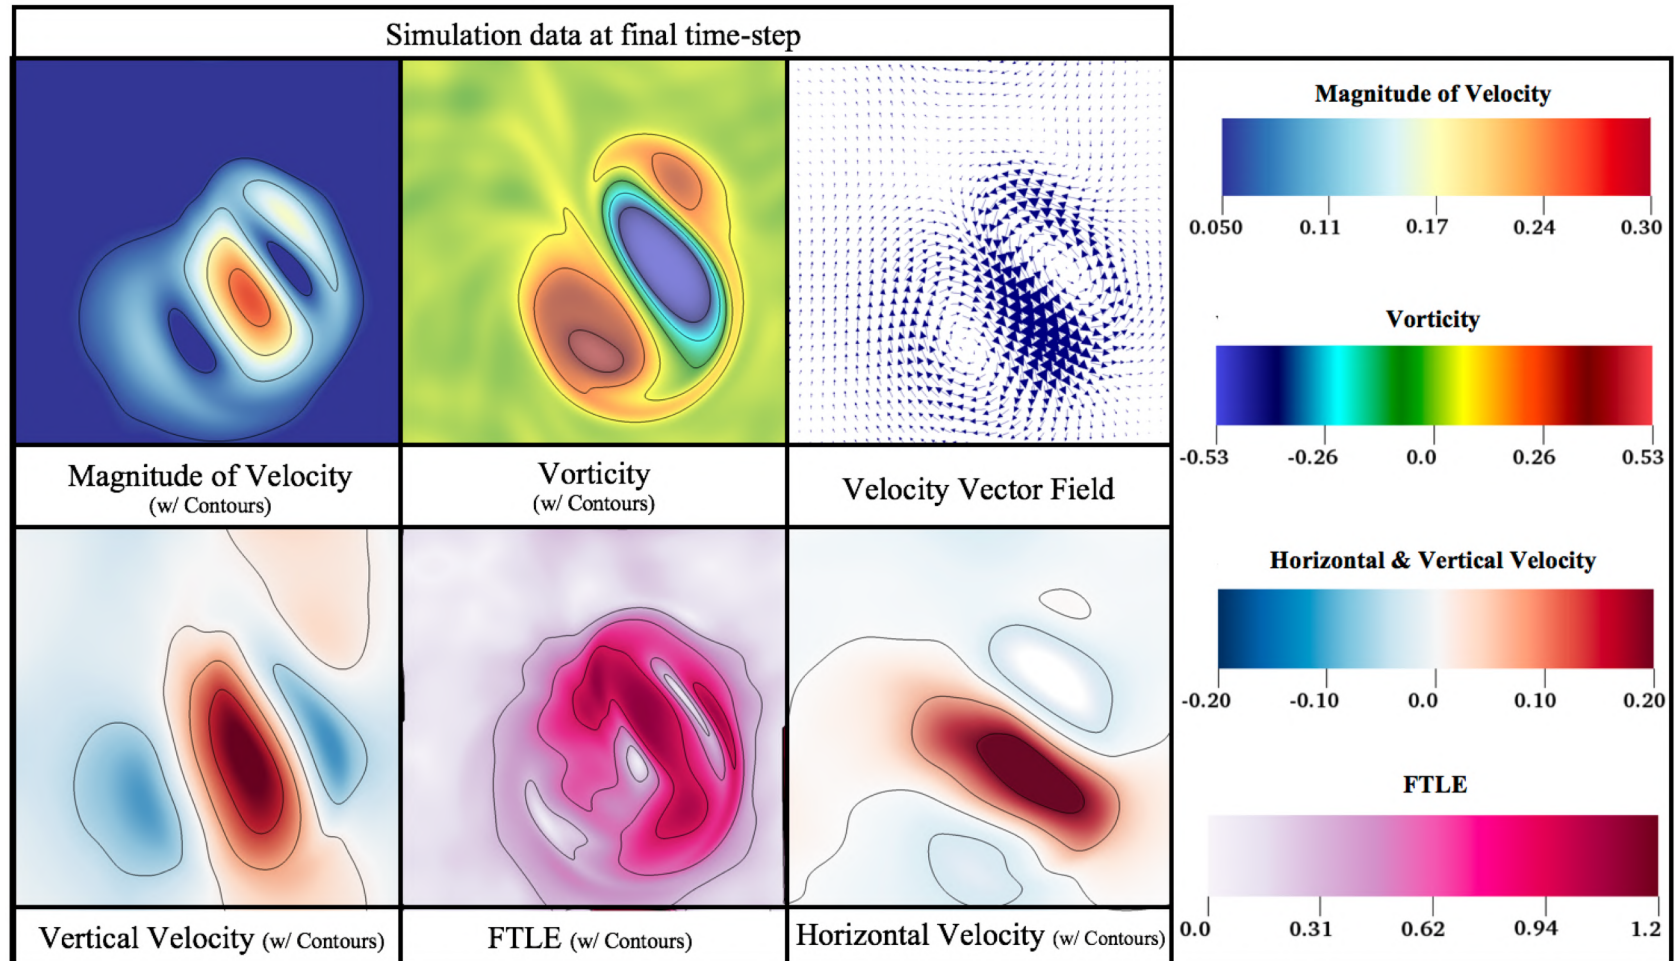 Simulation data at final time-step
Magnitude of Velocity
0.050 0.11 0.17 0.24 0.30
Vorticity
-0.53 -0.26 0.0 0.26 0.53
Magnitude of Velocity
(w/ Contours)
Vorticity
(w/ Contours)
Velocity Vector Field
Horizontal & Vertical Velocity
-0.20 -0.10 0.0 0.10 0.20
FTLE
0.0 0.31 0.62 0.94 1.2
Vertical Velocity (w/ Contours)
FTLE (w/ Contours)
Horizontal Velocity (w/ Contours)